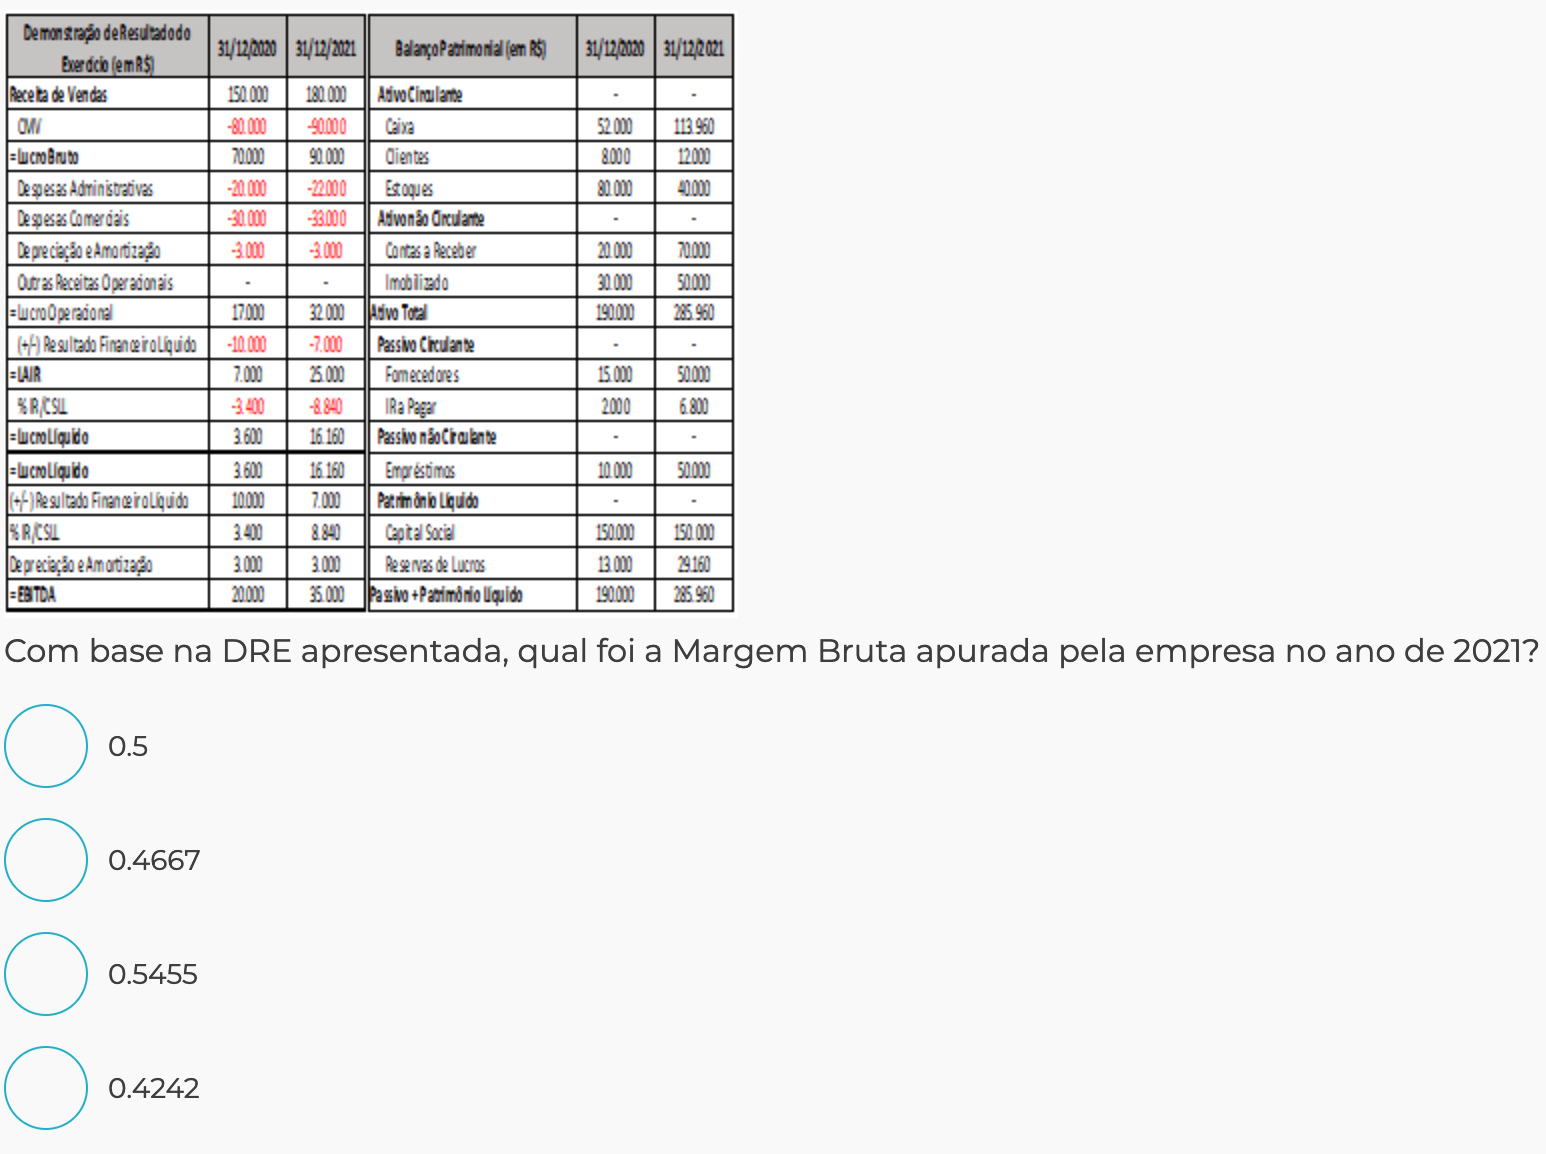 Demonstração de Resultado do Exercício (em R$) 31/12/2020 31/12/2021 Balanço Patrimonial (em R$) 31/12/2020 31/12/2021
Receita de Vendas 150.000 180.000 Ativo Circulante - -
CMV -80.000 -90.000 Caixa 52.000 113.960
=Lucro Bruto 70.000 90.000 Clientes 8.000 12.000
Despesas Administrativas -20.000 -22.000 Estoques 80.000 40.000
Despesas Comerciais -30.000 -33.000 Ativo não Circulante - -
Depreciação e Amortização -3.000 -3.000 Contas a Receber 20.000 70.000
Outras Receitas Operacionais - - Imobilizado 30.000 50.000
=Lucro Operacional 17.000 32.000 Ativo Total 190.000 285.960
(+/-) Resultado Financeiro Líquido -10.000 -7.000 Passivo Circulante - -
=LAIR 7.000 25.000 Fornecedores 15.000 50.000
% IR/CSLL -3.400 -8.840 IR a Pagar 2.000 6.800
=Lucro Líquido 3.600 16.160 Passivo não Circulante - -
=Lucro Líquido 3.600 16.160 Empréstimos 10.000 50.000
(+/-) Resultado Financeiro Líquido 10.000 7.000 Patrimônio Líquido - -
% IR/CSLL 3.400 8.840 Capital Social 150.000 150.000
Depreciação e Amortização 3.000 3.000 Reservas de Lucros 13.000 29.160
=EBITDA 20.000 35.000 Passivo + Patrimônio Líquido 190.000 285.960
Com base na DRE apresentada, qual foi a Margem Bruta apurada pela empresa no ano de 2021?
0.5
0.4667
0.5455
0.4242